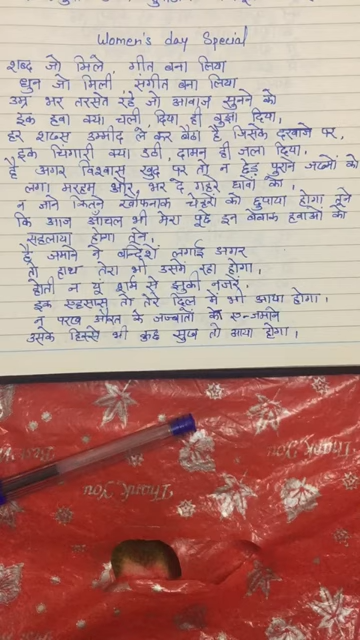 Women's day Special
शब्द जो मिले, गीत बना लिया
धुन जो मिली, संगीत बना लिया
उम्र भर तरसते रहे जो आवाज सुनने को
इक हवा क्या चली, दिया ही बुझा दिया,
हर शख्स उम्मीद ले कर बैठा है जिसके दरवाजे पर,
इक चिंगारी क्या उठी, दामन ही जला दिया,
है अगर विश्वास खुद पर तो न छेड़ पुराने जख्मों को
लगा मरहम और, भर दे गहरे घावों को,
न जाने कितने खौफनाक चेहरों को छुपाया होगा तूने
कि आज आँचल भी मेरा पूछे इन बेबाक हवाओं को
सहलाया होगा तूने,
है जमाने ने बन्दिशें लगाई अगर
तो हाथ तेरा भी उसमें रहा होगा,
होती न यूं शर्म से झुकी नजरें,
इक एहसास तो तेरे दिल में भी आया होगा,
न परख औरत के जज्बातों को ए-जमाने
उसके हिस्से भी कुछ सुख तो आया होगा,
Thank You
Thank You